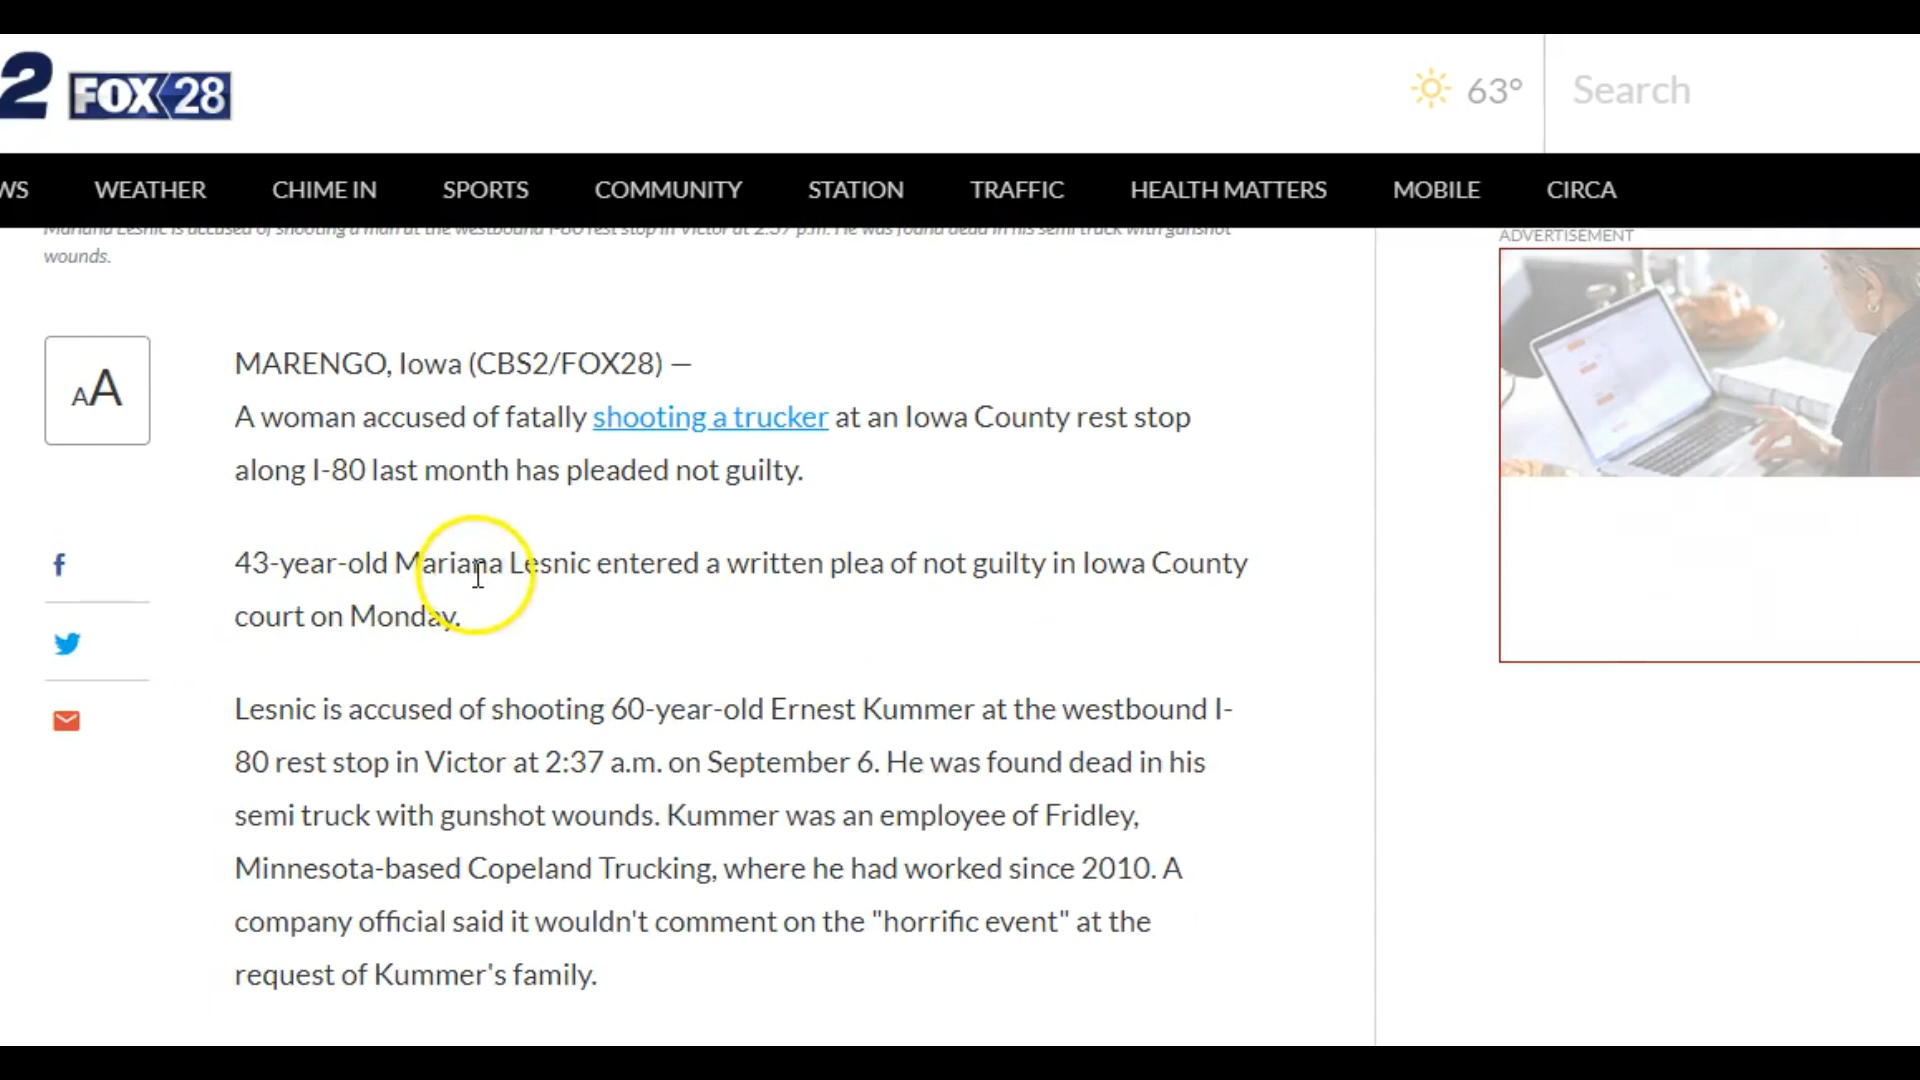 2 FOX 28
63° Search
WS WEATHER CHIME IN SPORTS COMMUNITY STATION TRAFFIC HEALTH MATTERS MOBILE CIRCA
Mariana Lesnic is accused of shooting a man at the westbound I-80 rest stop in Victor at 2:37 p.m. He was found dead in his semi truck with gunshot
wounds.
ADVERTISEMENT
AA
MARENGO, Iowa (CBS2/FOX28) —
A woman accused of fatally shooting a trucker at an Iowa County rest stop
along I-80 last month has pleaded not guilty.
43-year-old Mariana Lesnic entered a written plea of not guilty in Iowa County
court on Monday.
Lesnic is accused of shooting 60-year-old Ernest Kummer at the westbound I-
80 rest stop in Victor at 2:37 a.m. on September 6. He was found dead in his
semi truck with gunshot wounds. Kummer was an employee of Fridley,
Minnesota-based Copeland Trucking, where he had worked since 2010. A
company official said it wouldn't comment on the "horrific event" at the
request of Kummer's family.